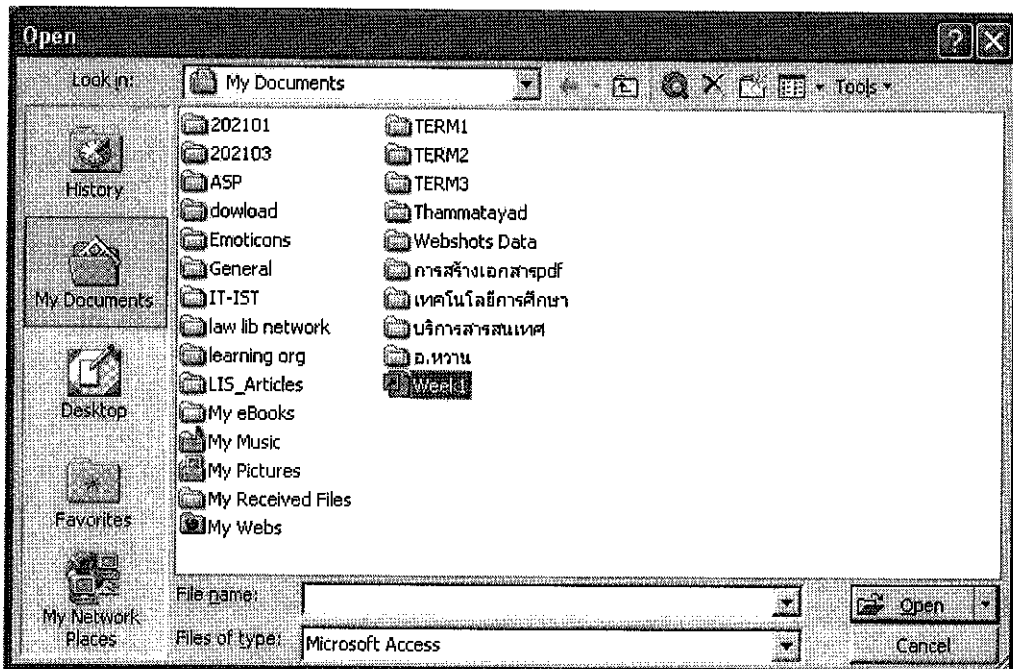 Open
Look in:
My Documents
Tools
History
My Documents
Desktop
Favorites
My Network
Places
202101
202103
ASP
dowload
Emoticons
General
IT-IST
law lib network
learning org
LIS_Articles
My eBooks
My Music
My Pictures
My Received Files
My Webs
TERM1
TERM2
TERM3
Thammatayad
Webshots Data
การสร้างเอกสารpdf
เทคโนโลยีการศึกษา
บริการสารสนเทศ
อ.หวาน
Week1
File name:
Open
Files of type:
Microsoft Access
Cancel